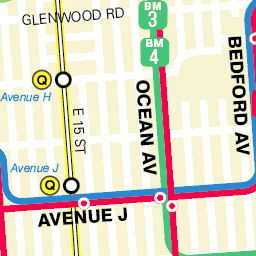 GLENWOOD RD
BM
3
BM
4
Q
Avenue H
E 15 ST
OCEAN AV
BEDFORD AV
Avenue J
Q
AVENUE J